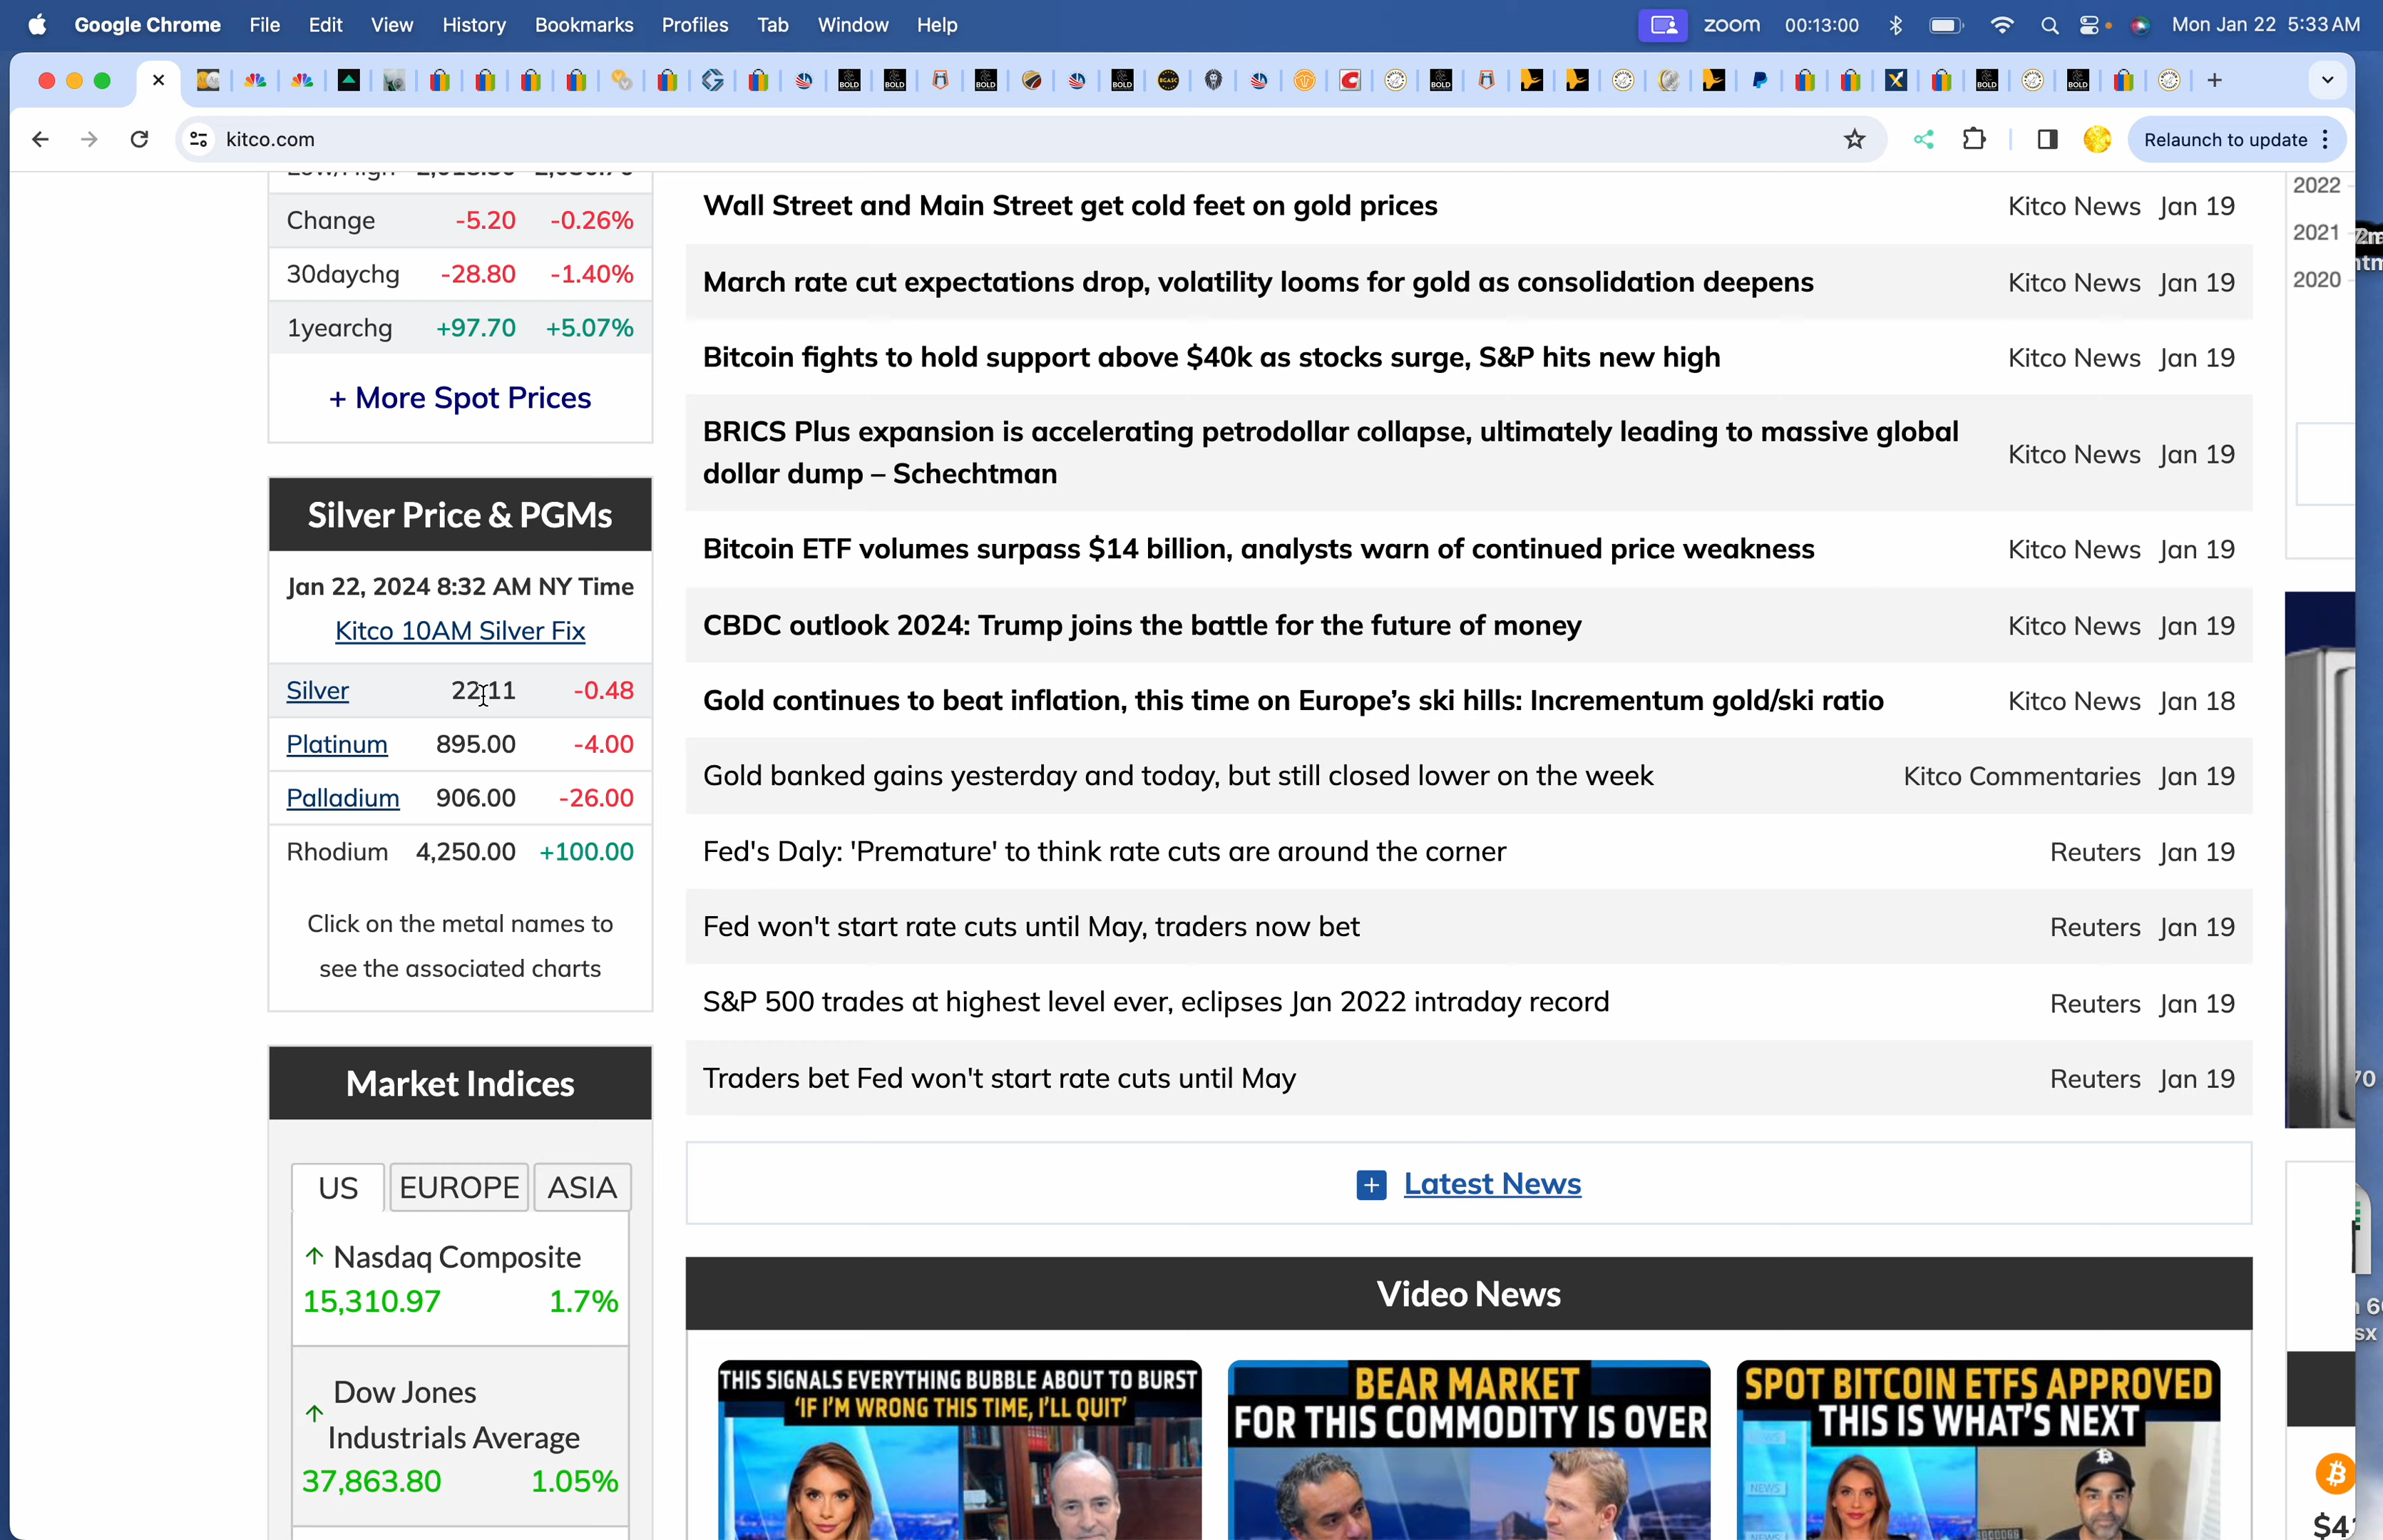 Google Chrome File Edit View History Bookmarks Profiles Tab Window Help zoom 00:13:00 Mon Jan 22 5:33 AM
BOLD BOLD BOLD BOLD BGASC BOLD BOLD BOLD
kitco.com Relaunch to update
Low/High
Change -5.20 -0.26%
30daychg -28.80 -1.40%
1yearchg +97.70 +5.07%
+ More Spot Prices
Silver Price & PGMs
Jan 22, 2024 8:32 AM NY Time
Kitco 10AM Silver Fix
Silver 22.11 -0.48
Platinum 895.00 -4.00
Palladium 906.00 -26.00
Rhodium 4,250.00 +100.00
Click on the metal names to
see the associated charts
Market Indices
US EUROPE ASIA
Nasdaq Composite
15,310.97 1.7%
Dow Jones
Industrials Average
37,863.80 1.05%
Wall Street and Main Street get cold feet on gold prices Kitco News Jan 19
March rate cut expectations drop, volatility looms for gold as consolidation deepens Kitco News Jan 19
Bitcoin fights to hold support above $40k as stocks surge, S&P hits new high Kitco News Jan 19
BRICS Plus expansion is accelerating petrodollar collapse, ultimately leading to massive global
dollar dump – Schechtman Kitco News Jan 19
Bitcoin ETF volumes surpass $14 billion, analysts warn of continued price weakness Kitco News Jan 19
CBDC outlook 2024: Trump joins the battle for the future of money Kitco News Jan 19
Gold continues to beat inflation, this time on Europe’s ski hills: Incrementum gold/ski ratio Kitco News Jan 18
Gold banked gains yesterday and today, but still closed lower on the week Kitco Commentaries Jan 19
Fed's Daly: 'Premature' to think rate cuts are around the corner Reuters Jan 19
Fed won't start rate cuts until May, traders now bet Reuters Jan 19
S&P 500 trades at highest level ever, eclipses Jan 2022 intraday record Reuters Jan 19
Traders bet Fed won't start rate cuts until May Reuters Jan 19
+ Latest News
Video News
THIS SIGNALS EVERYTHING BUBBLE ABOUT TO BURST
‘IF I’M WRONG THIS TIME, I’LL QUIT’
BEAR MARKET
FOR THIS COMMODITY IS OVER
SPOT BITCOIN ETFS APPROVED
THIS IS WHAT’S NEXT
NEWS
2022
2021
2020
70
sx